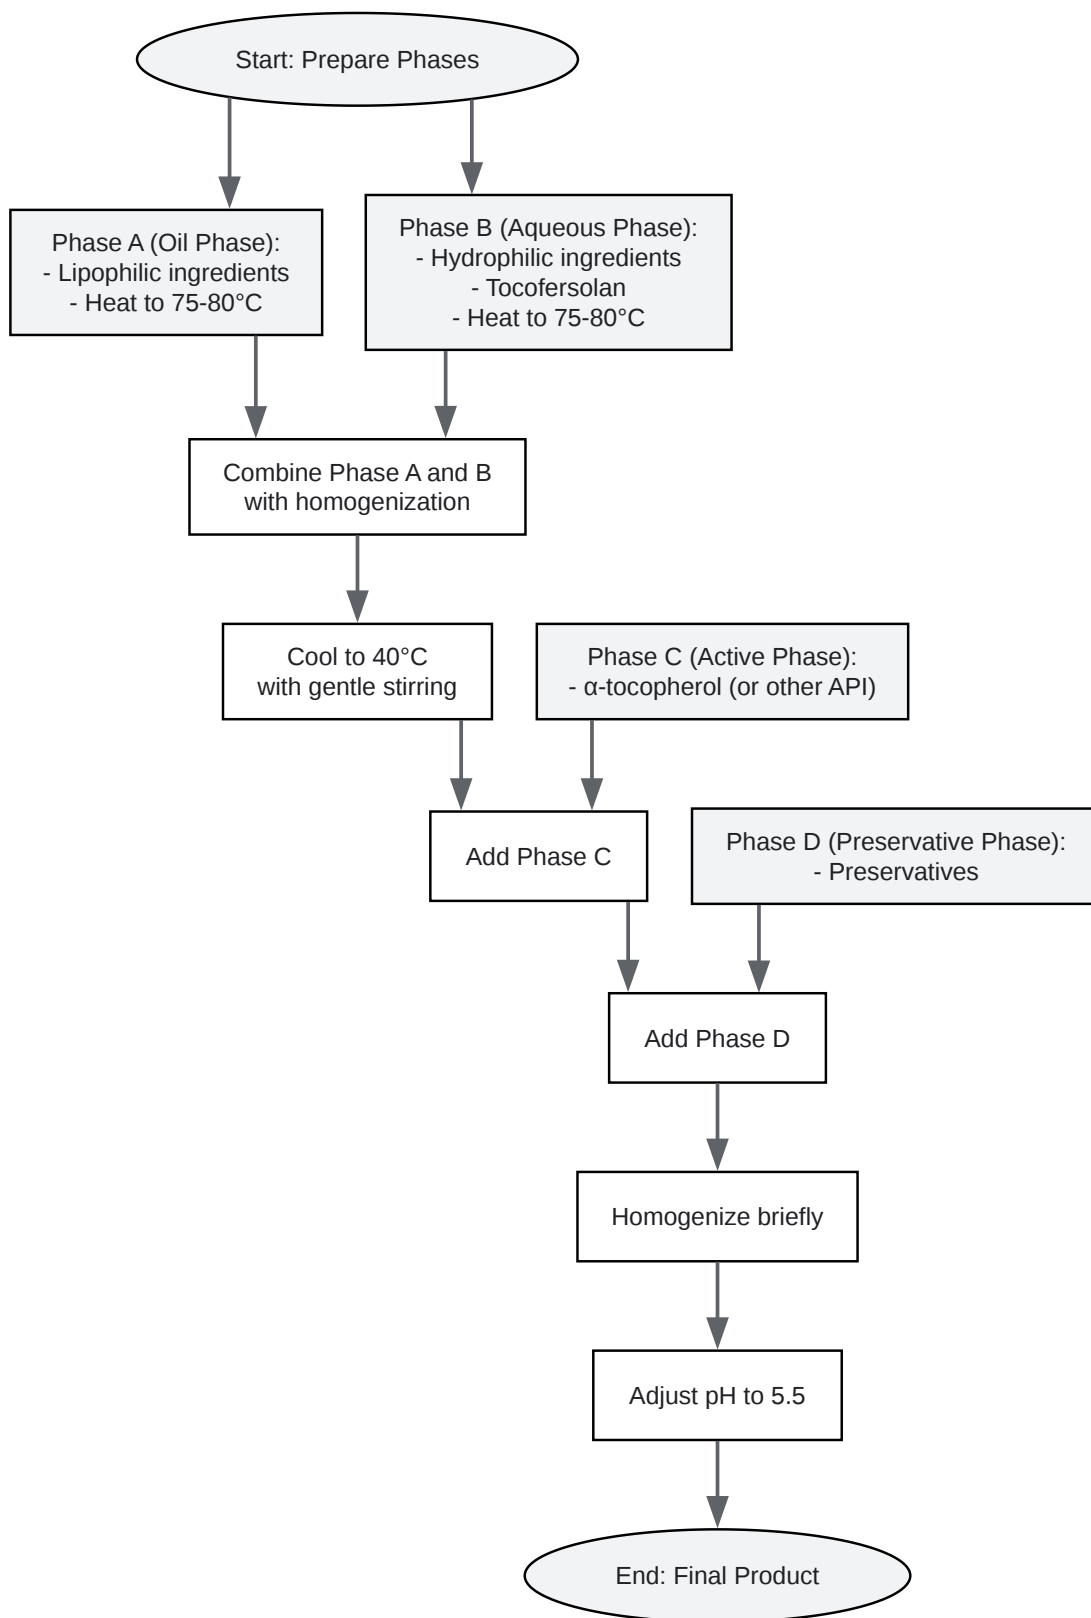 Start: Prepare Phases
Phase A (Oil Phase):
- Lipophilic ingredients
- Heat to 75-80°C
Phase B (Aqueous Phase):
- Hydrophilic ingredients
- Tocofersolan
- Heat to 75-80°C
Combine Phase A and B
with homogenization
Cool to 40°C
with gentle stirring
Phase C (Active Phase):
- α-tocopherol (or other API)
Add Phase C
Phase D (Preservative Phase):
- Preservatives
Add Phase D
Homogenize briefly
Adjust pH to 5.5
End: Final Product